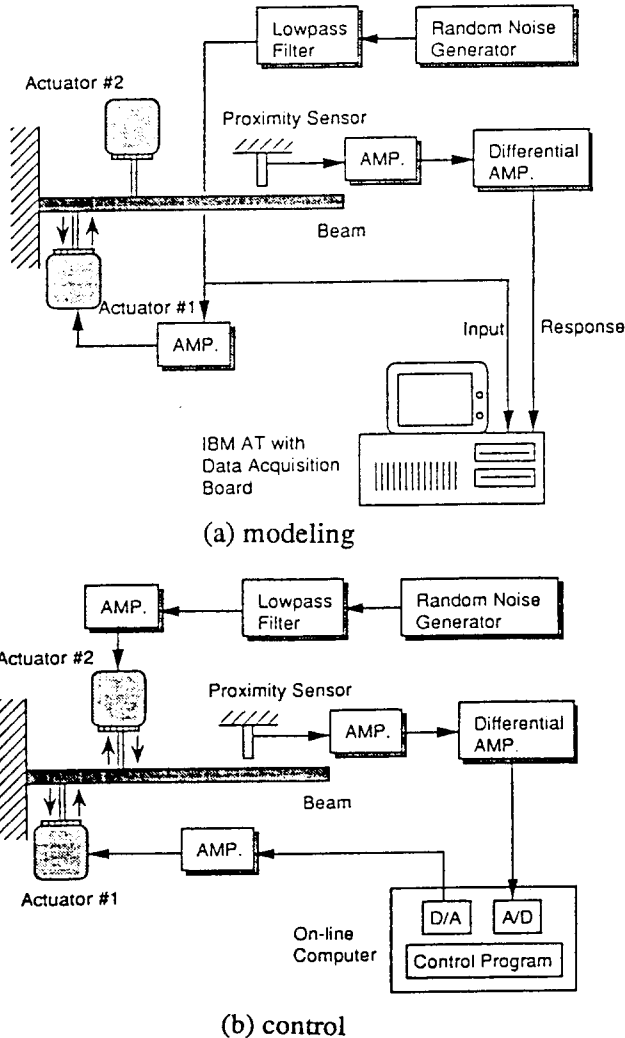 Lowpass
Filter
Random Noise
Generator
Actuator #2
Proximity Sensor
AMP.
Differential
AMP.
Beam
Actuator #1
AMP.
Input
Response
IBM AT with
Data Acquisition
Board
(a) modeling
AMP.
Lowpass
Filter
Random Noise
Generator
Actuator #2
Proximity Sensor
AMP.
Differential
AMP.
Beam
AMP.
Actuator #1
On-line
Computer
D/A
A/D
Control Program
(b) control